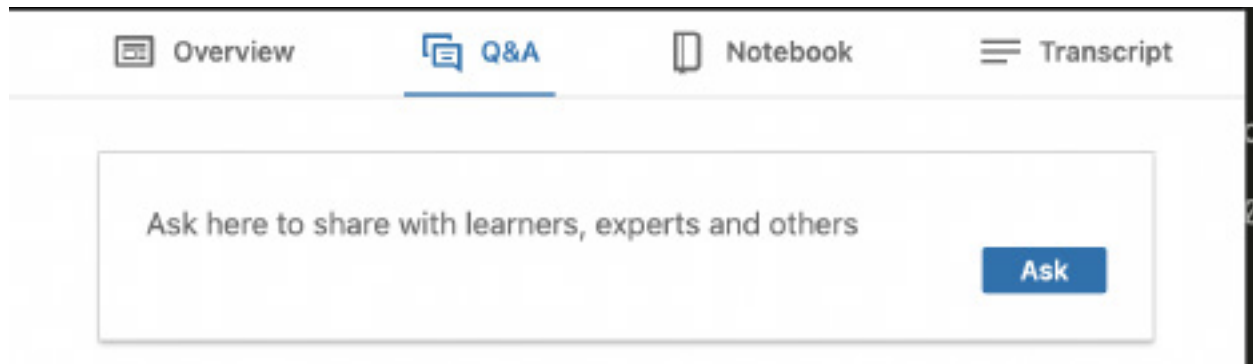 Overview Q&A Notebook Transcript
Ask here to share with learners, experts and others
Ask